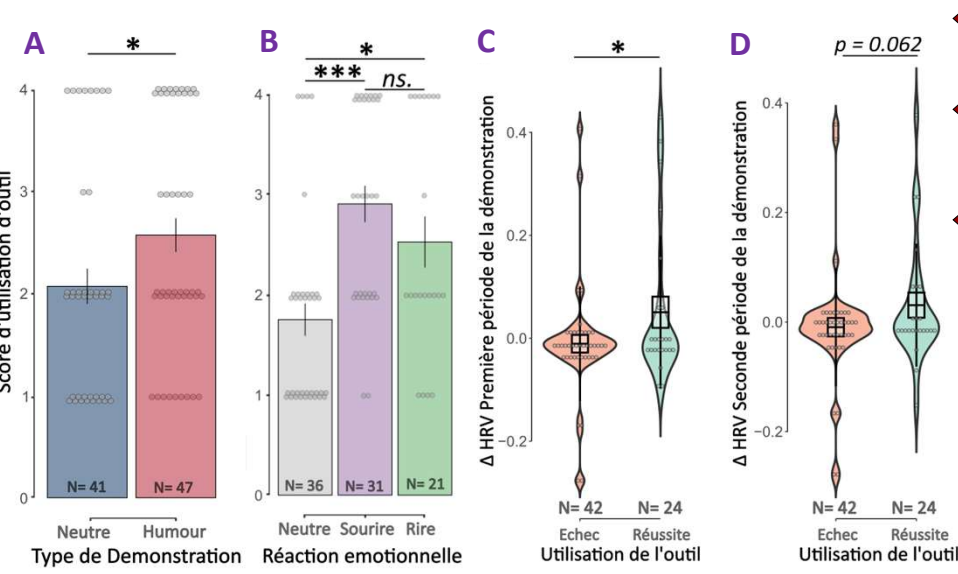 A
*
Score d'utilisation d'outil
4
3
2
1
0
N= 41
N= 47
Neutre
Humour
Type de Demonstration
B
*
***
ns.
4
3
2
1
0
N= 36
N= 31
N= 21
Neutre
Sourire
Rire
Réaction emotionnelle
C
*
Δ HRV Première période de la démonstration
0.4
0.2
0.0
−0.2
N= 42
N= 24
Echec
Réussite
Utilisation de l'outil
D
p = 0.062
Δ HRV Seconde période de la démonstration
0.4
0.2
0.0
−0.2
N= 42
N= 24
Echec
Réussite
Utilisation de l'outil